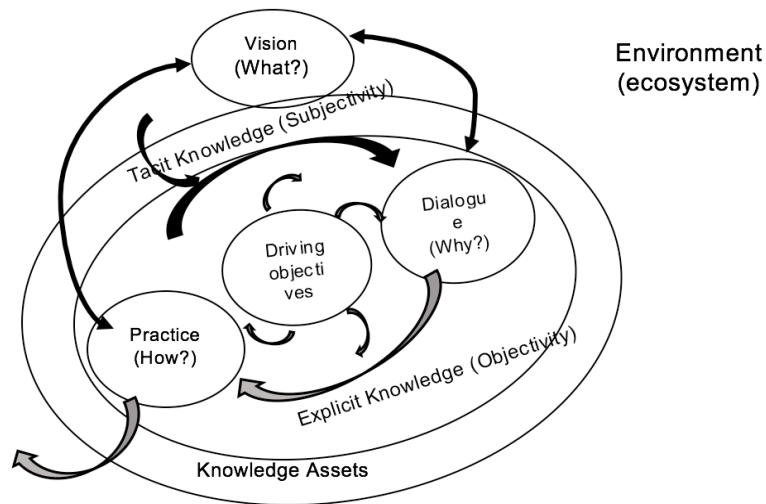 Vision
(What?)
Environment
(ecosystem)
Tacit Knowledge (Subjectivity)
Dialogu
e
(Why?)
Driving
objecti
ves
Practice
(How?)
Explicit Knowledge (Objectivity)
Knowledge Assets